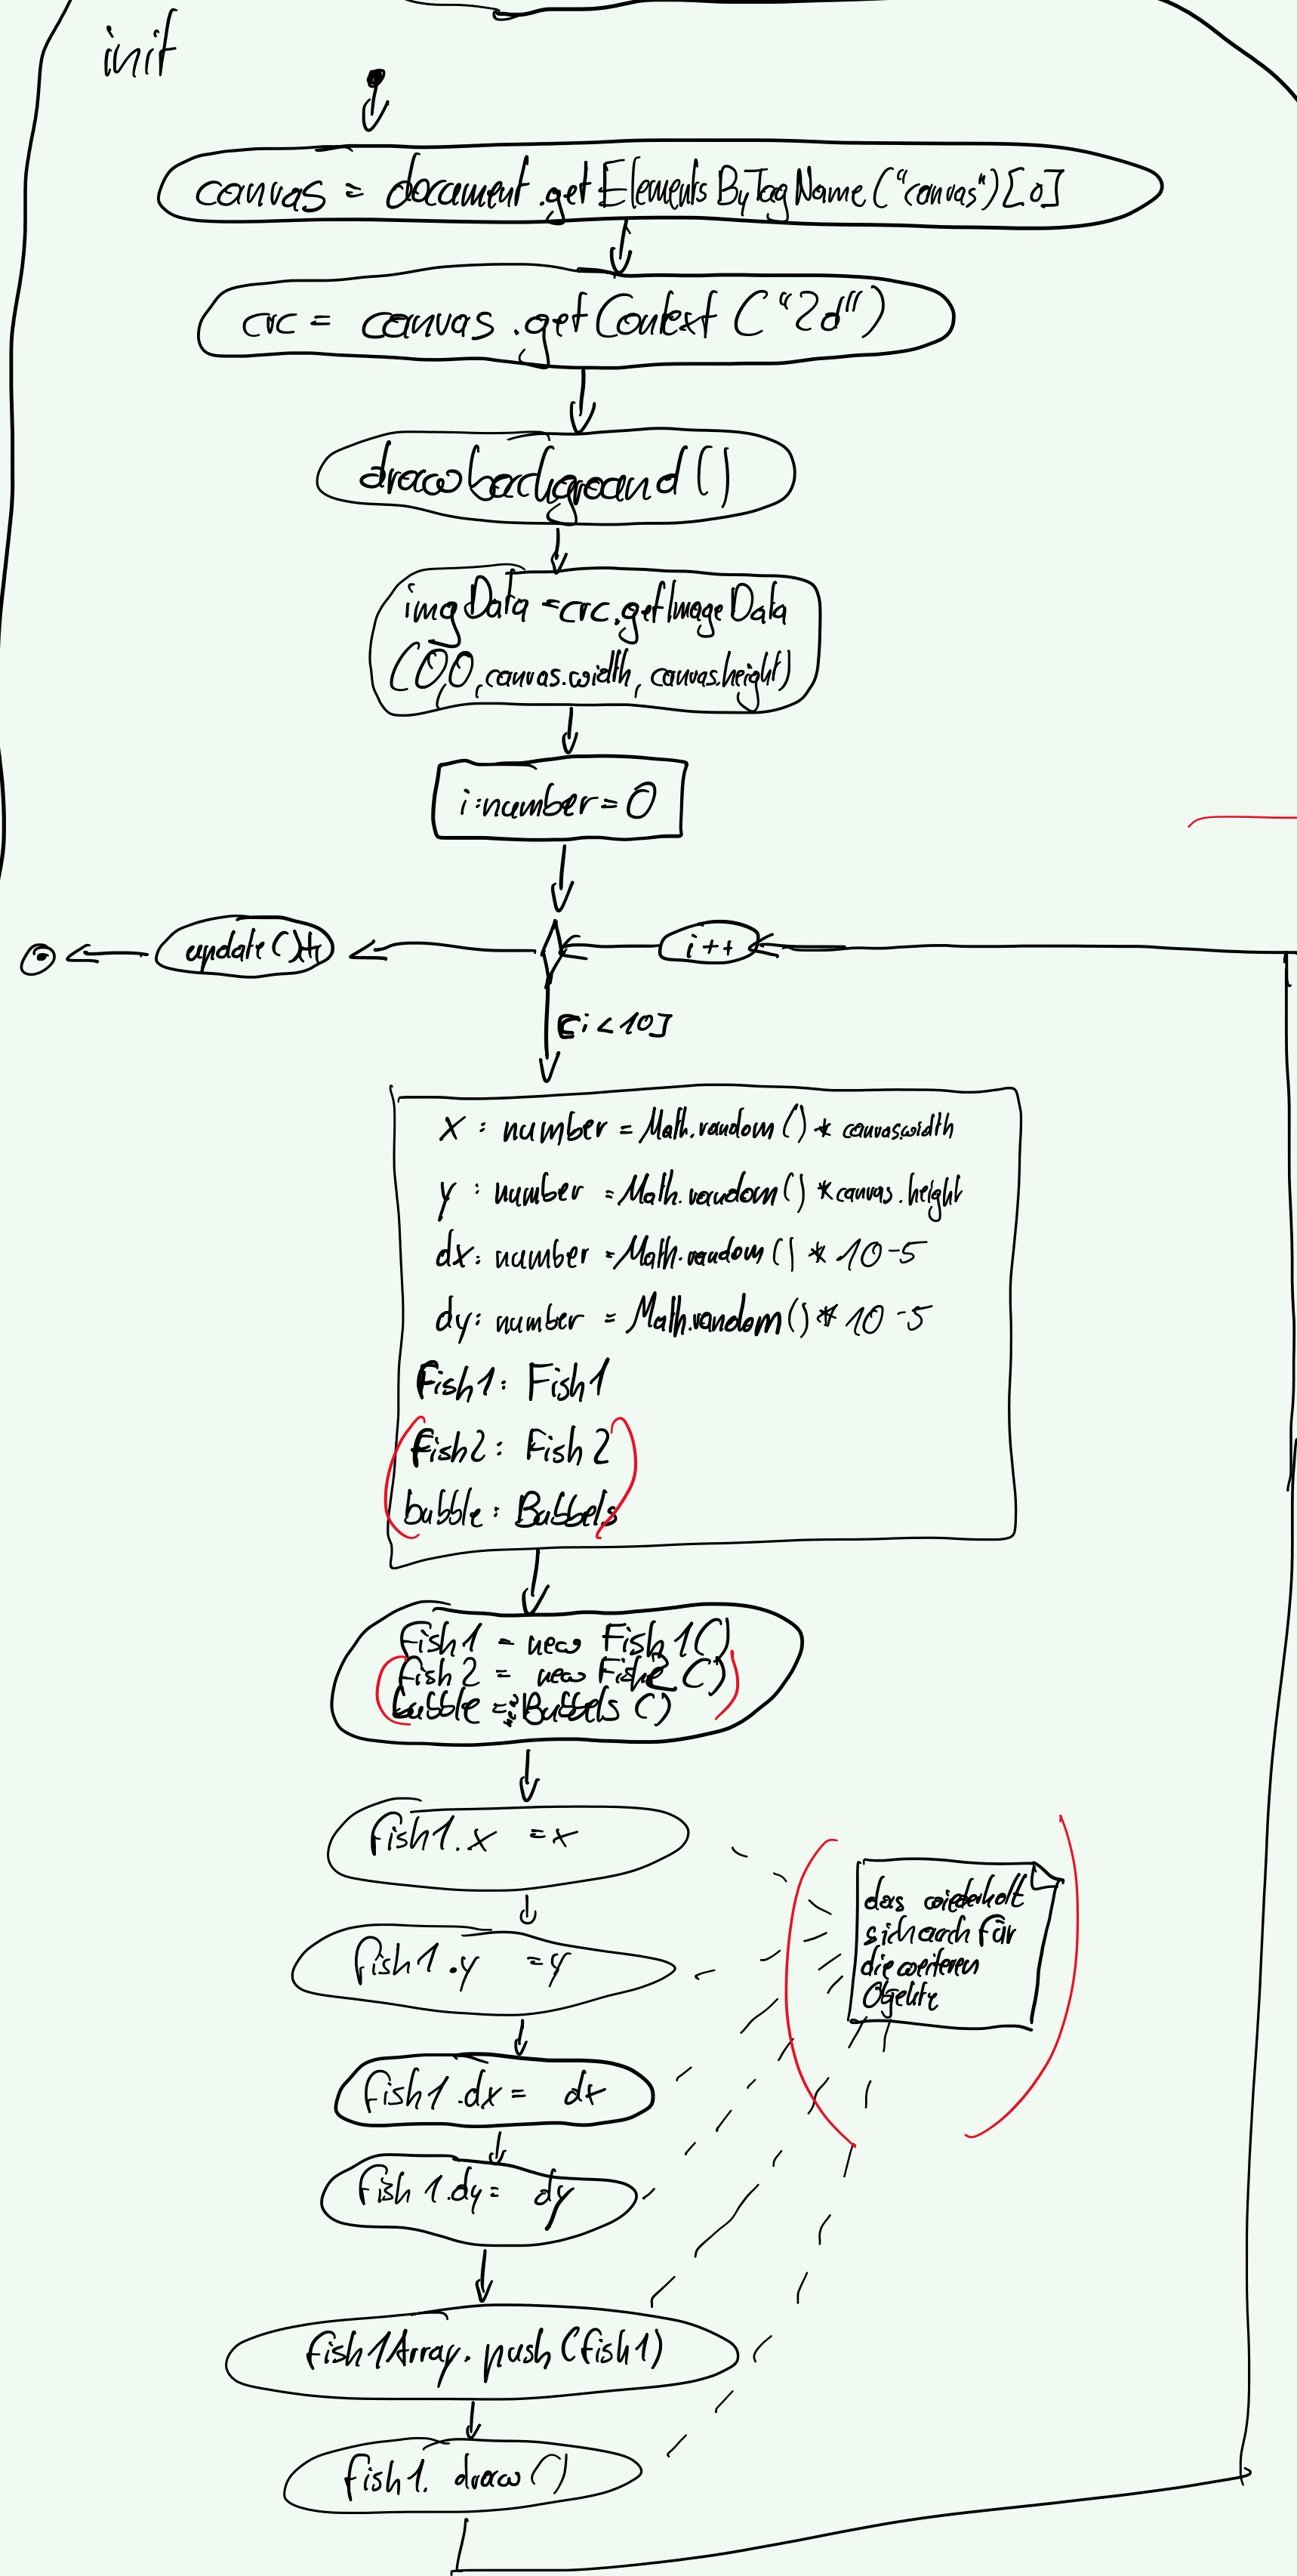 init
canvas = document.getElementsByTagName("canvas")[0]
crc = canvas.getContext("2d")
drawbackground()
imgData =crc.getImageData
(0,0,canvas.width, canvas.height)
i:number=0
update()
i++
[i<10]
x : number = Math.random() * canvas.width
y : number = Math.random() * canvas.height
dx: number = Math.random() * 10-5
dy: number = Math.random() * 10-5
fish1: Fish1
fish2: Fish2
bubble: Bubbels
fish1 = new Fish1()
fish2 = new Fish2()
bubble = Bubbels()
fish1.x =x
fish1.y =y
fish1.dx= dx
das wiederholt
sich auch für
die weiteren
Objekte
fish1.dy= dy
fish1Array.push(fish1)
fish1.draw()